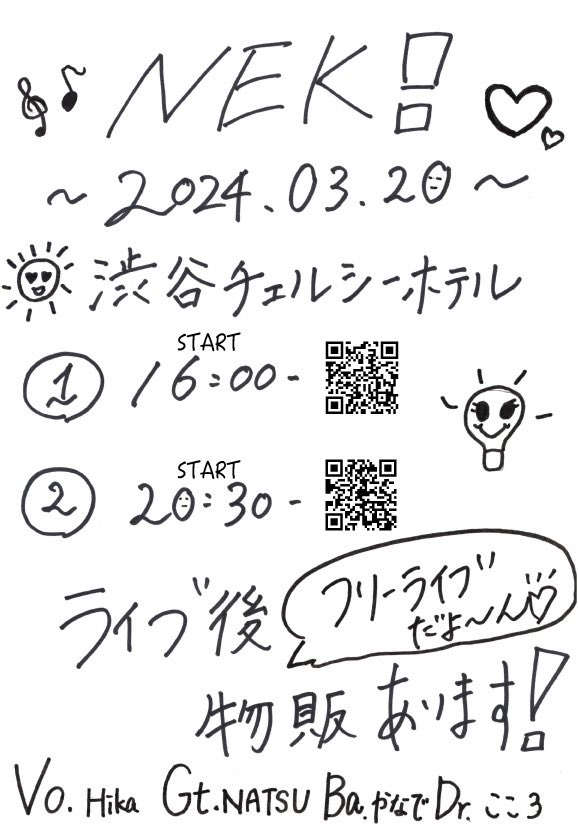 NEK!
~2024.03.20~
渋谷チェルシーホテル
START
① 16:00-
START
② 20:30-
ライブ後
フリーライブ
だよ~ん♡
物販あります!
Vo. Hika Gt. NATSU Ba. かなで Dr. ここ3